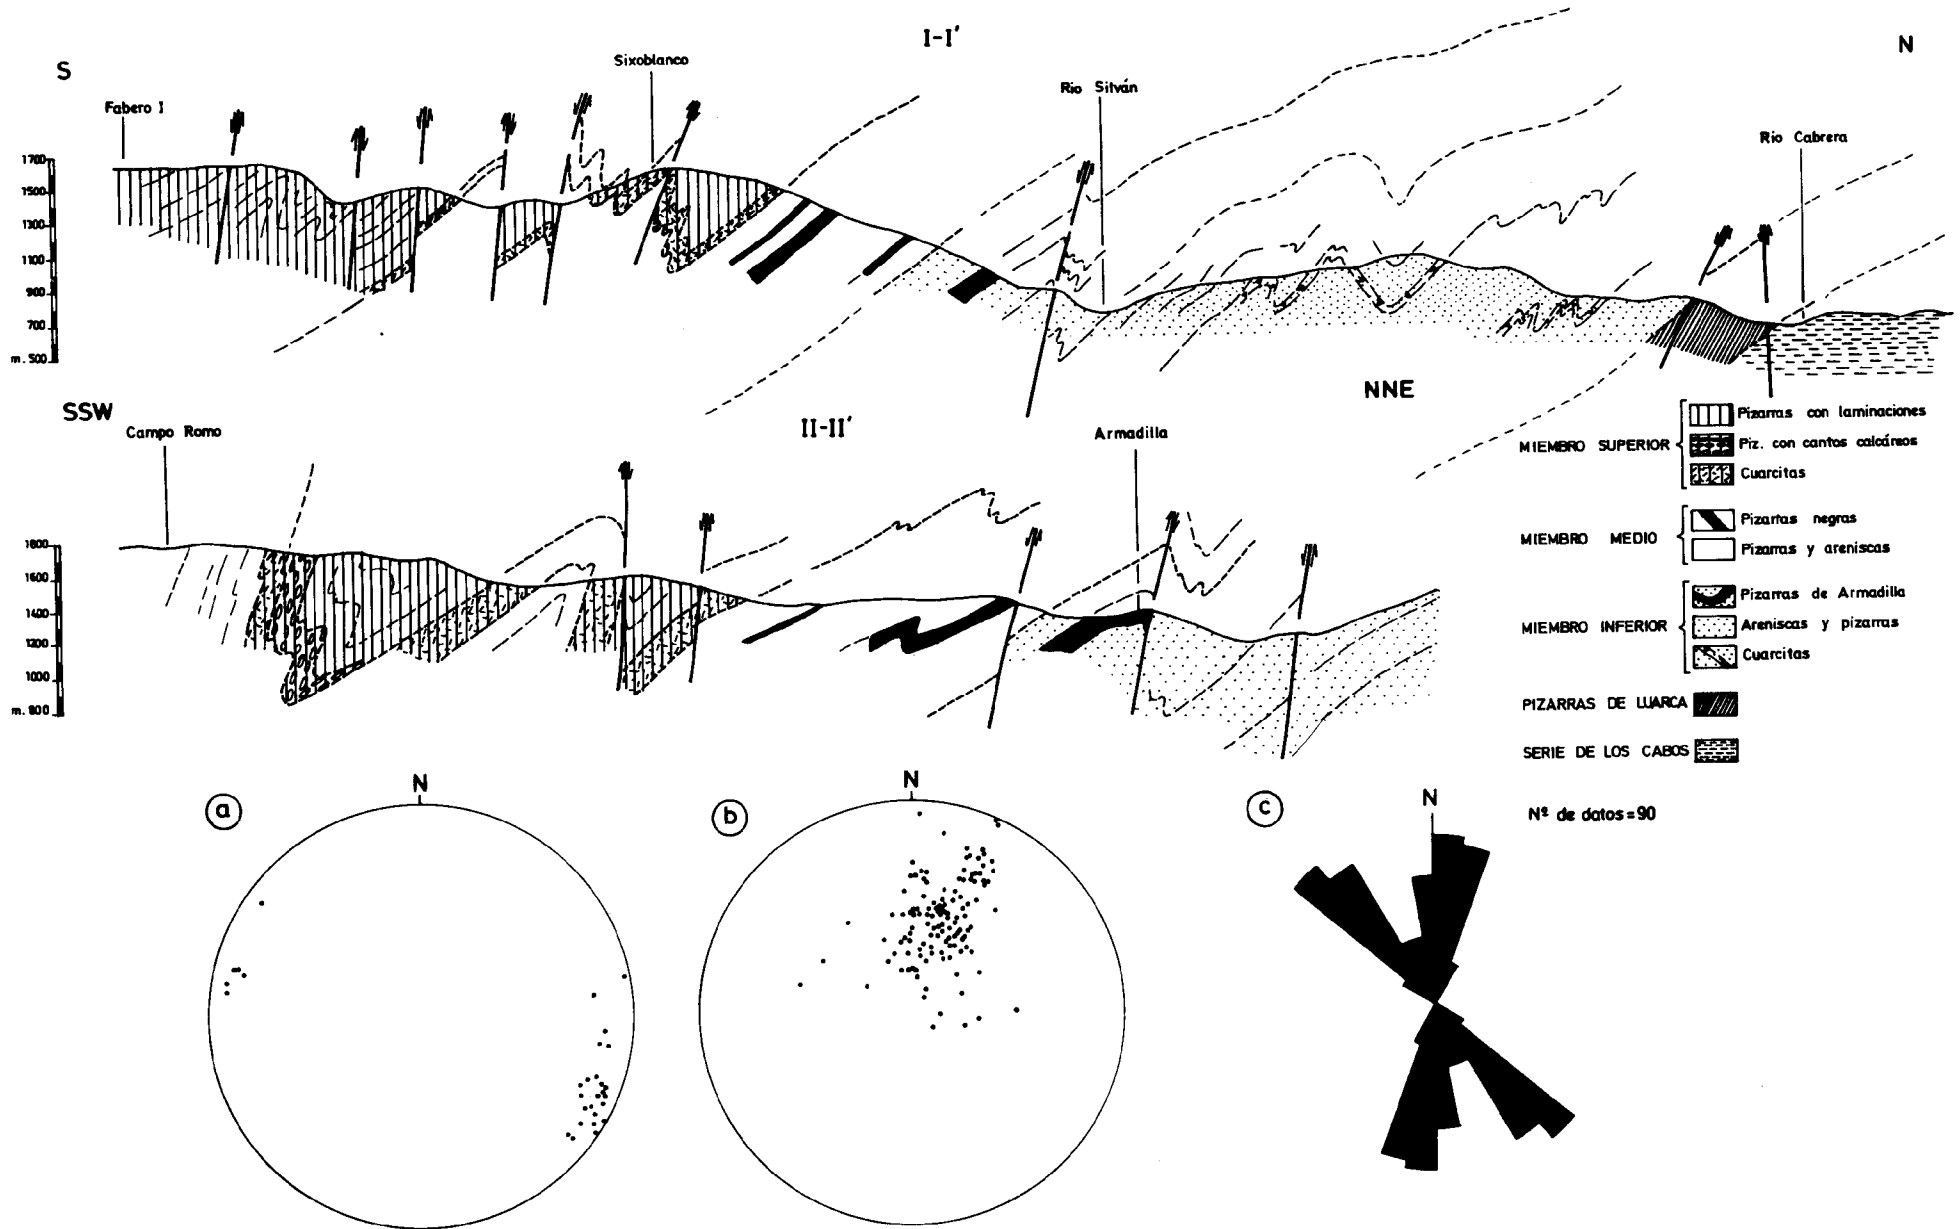 I-I'
S
N
Fabero I
Sixoblanco
Rio Sitván
Rio Cabrera
1700
1500
1300
1100
900
700
m. 500
SSW
NNE
II-II'
Campo Romo
Armadilla
1800
1600
1400
1200
1000
m. 800
MIEMBRO SUPERIOR
Pizarras con laminaciones
Piz. con cantos calcáreos
Cuarcitas
MIEMBRO MEDIO
Pizarras negras
Pizarras y areniscas
MIEMBRO INFERIOR
Pizarras de Armadilla
Areniscas y pizarras
Cuarcitas
PIZARRAS DE LUARCA
SERIE DE LOS CABOS
a
N
b
N
c
N
Nº de datos = 90